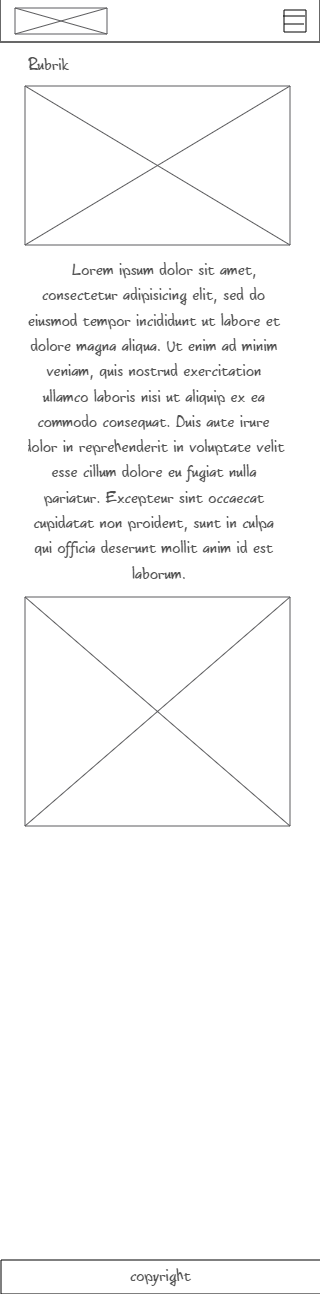 Rubrik
Lorem ipsum dolor sit amet,
consectetur adipisicing elit, sed do
eiusmod tempor incididunt ut labore et
dolore magna aliqua. Ut enim ad minim
veniam, quis nostrud exercitation
ullamco laboris nisi ut aliquip ex ea
commodo consequat. Duis aute irure
dolor in reprehenderit in voluptate velit
esse cillum dolore eu fugiat nulla
pariatur. Excepteur sint occaecat
cupidatat non proident, sunt in culpa
qui officia deserunt mollit anim id est
laborum.
copyright